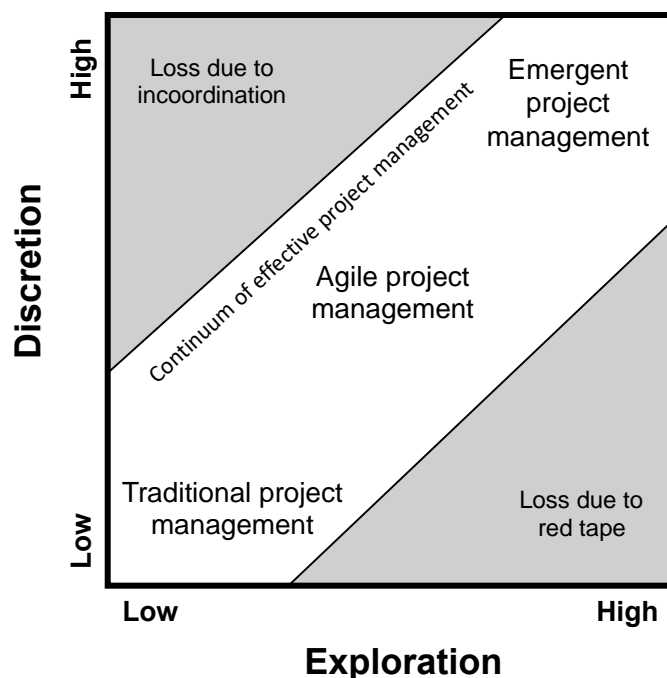 High
Loss due to
incoordination
Emergent
project
management
Continuum of effective project management
Discretion
Agile project
management
Traditional project
management
Loss due to
red tape
Low
Low
High
Exploration